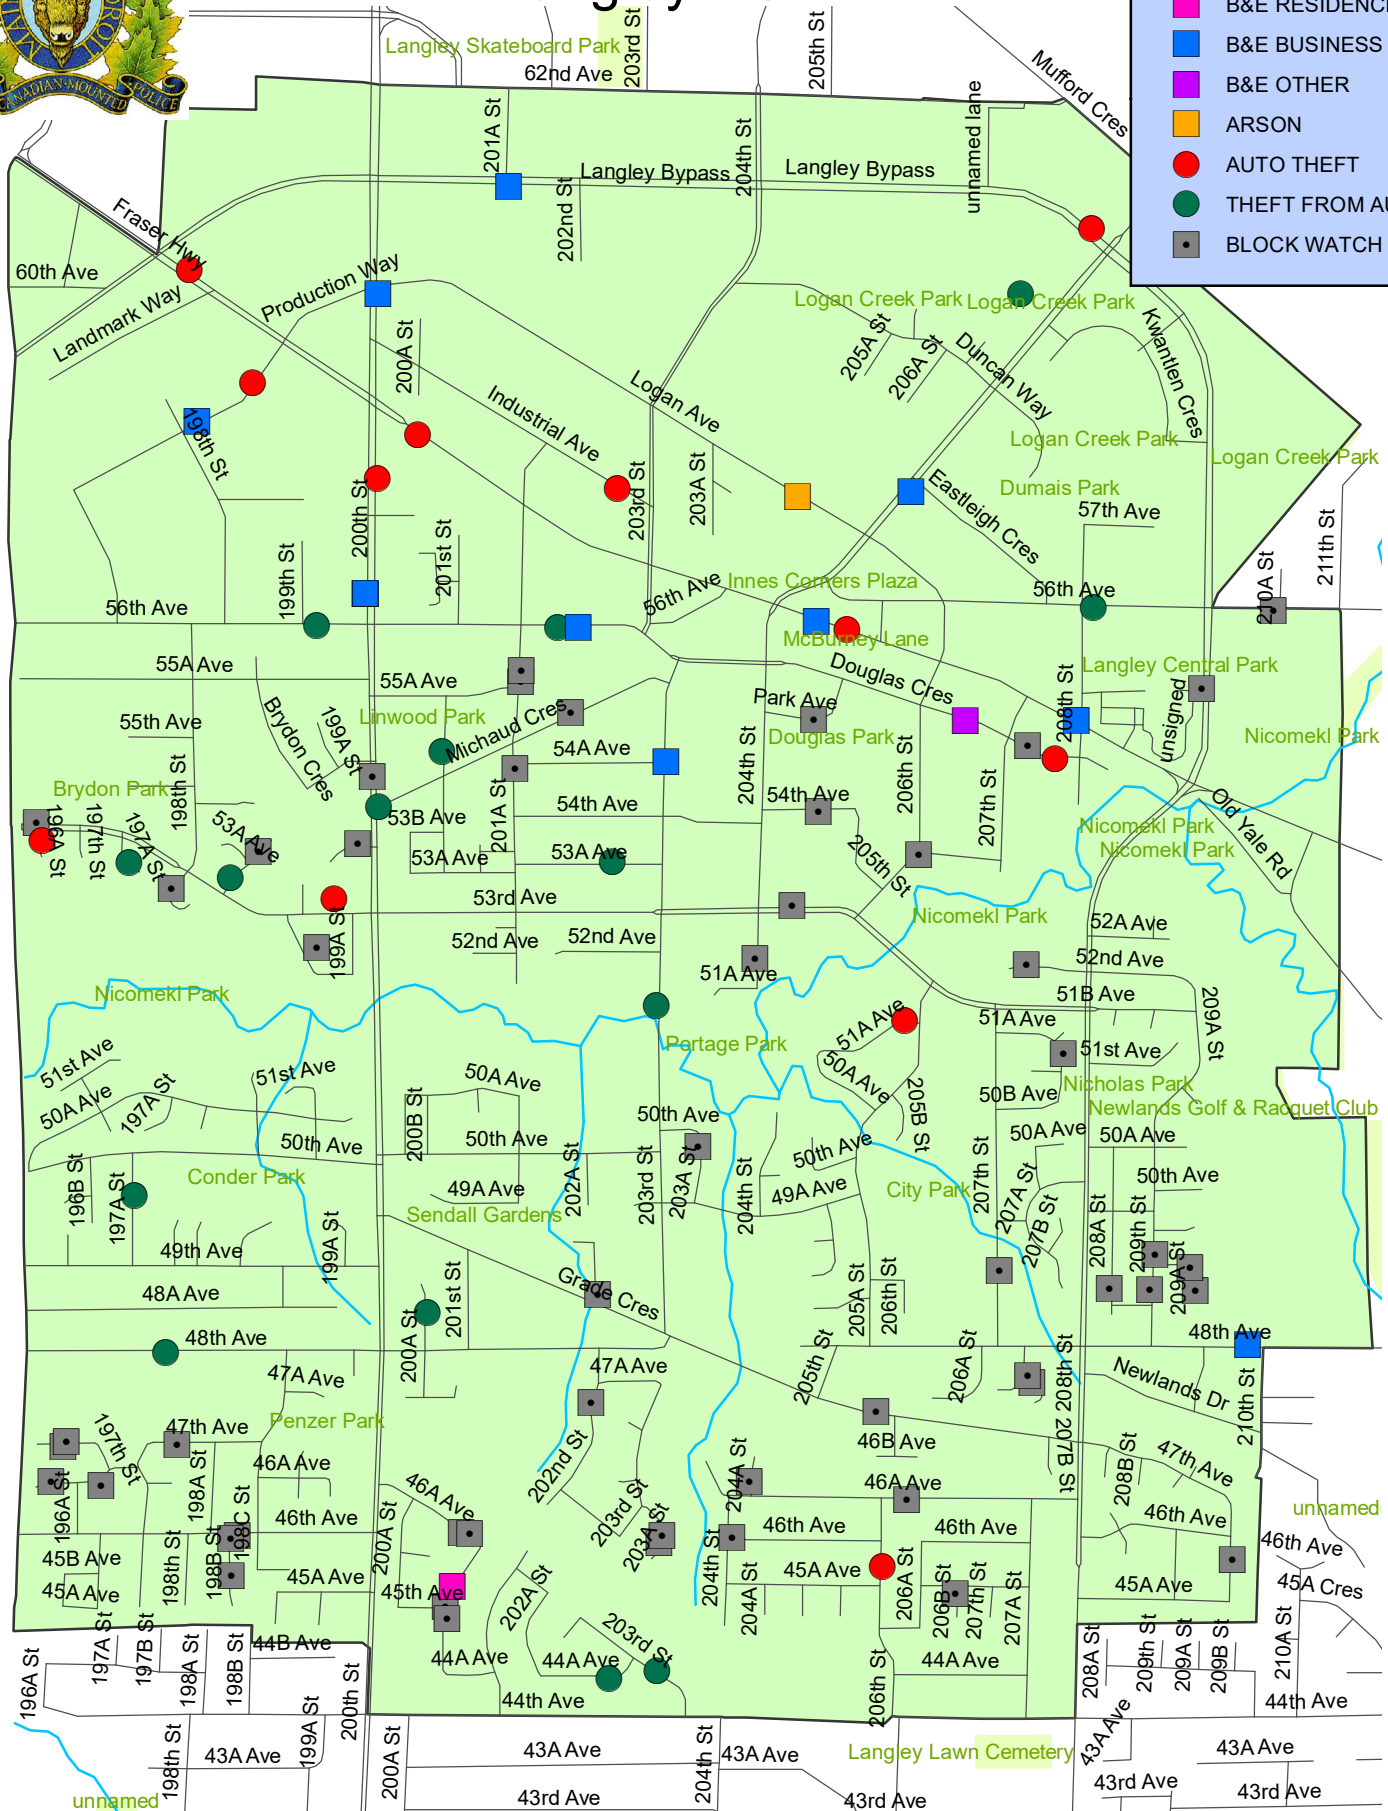 CANADIAN·MOUNTED POLICE
B&E BUSINESS
B&E OTHER
ARSON
AUTO THEFT
THEFT FROM
BLOCK WATCH
Langley Skateboard Park
62nd Ave
203rd St
205th St
Mufford Cres
201A St
202nd St
204th St
Langley Bypass
Langley Bypass
unnamed lane
Fraser Hwy
60th Ave
Landmark Way
Production Way
200A St
Logan Creek Park
Logan Creek Park
205A St
206A St
Duncan Way
Kwantlen Cres
Logan Ave
Industrial Ave
198th St
200th St
203rd St
203A St
Logan Creek Park
Logan Creek Park
Dumais Park
57th Ave
Eastleigh Cres
211th St
210A St
199th St
201st St
56th Ave
56th Ave
Innes Corners Plaza
56th Ave
McBurney Lane
Douglas Cres
Langley Central Park
55A Ave
55A Ave
Park Ave
208th St
unsigned
Nicomekl Park
Brydon Cres
199A St
Linwood Park
Michaud Cres
55th Ave
54A Ave
Douglas Park
204th St
206th St
207th St
Brydon Park
198th St
201A St
54th Ave
54th Ave
53B Ave
Old Yale Rd
196A St
197th St
197A St
53A Ave
53A Ave
53A Ave
205th St
Nicomekl Park
Nicomekl Park
53rd Ave
199A St
52nd Ave
52nd Ave
Nicomekl Park
52A Ave
52nd Ave
51A Ave
51B Ave
Nicomekl Park
209A St
51A Ave
51A Ave
Portage Park
51st Ave
51st Ave
51st Ave
50A Ave
50A Ave
50A Ave
197A St
200B St
205B St
50B Ave
Nicholas Park
Newlands Golf & Racquet Club
50th Ave
50th Ave
50th Ave
50th Ave
50A Ave
50A Ave
50th Ave
Conder Park
196B St
197A St
49A Ave
Sendall Gardens
202A St
203rd St
203A St
204th St
49A Ave
City Park
207th St
207A St
207B St
208A St
209th St
209A St
199A St
49th Ave
48A Ave
48th Ave
Grade Cres
200A St
201st St
205A St
206th St
48th Ave
47A Ave
47A Ave
205th St
206A St
Newlands Dr
210th St
Penzer Park
197th St
47th Ave
46A Ave
46B Ave
46A Ave
207B St
208B St
47th Ave
46th Ave
196A St
198A St
198C St
46th Ave
46A Ave
200A St
202nd St
203rd St
203A St
204A St
204th St
46th Ave
46th Ave
unnamed
46th Ave
45B Ave
45A Ave
198th St
198B St
45A Ave
45th Ave
202A St
45A Ave
204A St
206A St
206B St
207th St
207A St
45A Ave
45A Cres
196A St
197A St
197B St
198A St
198B St
44B Ave
44A Ave
44A Ave
203rd St
44th Ave
44A Ave
206th St
208A St
209th St
209A St
209B St
210A St
44th Ave
198th St
43A Ave
199A St
200th St
200A St
43A Ave
43rd Ave
204th St
43A Ave
Langley Lawn Cemetery
43rd Ave
43A Ave
43A Ave
43rd Ave
43rd Ave
unnamed